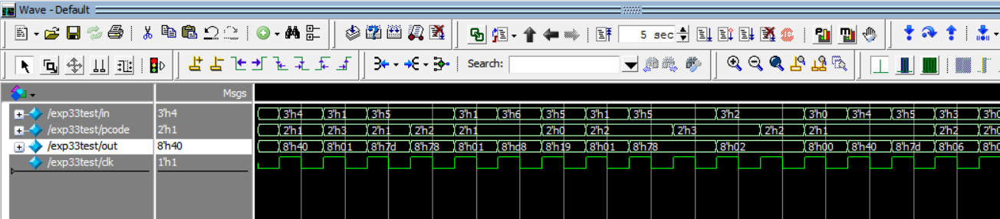 Wave - Default
5 sec
Search:
Msgs
/exp33test/in 3'h4 3'h4 3'h1 3'h5 3'h1 3'h6 3'h5 3'h1 3'h5 3'h2 3'h0 3'h4 3'h5 3'h3 3'h0
/exp33test/pcode 2'h1 2'h1 2'h3 2'h1 2'h2 2'h1 2'h0 2'h2 2'h3 2'h2 2'h1 2'h2 2'h0
/exp33test/out 8'h40 8'h40 8'h01 8'h7d 8'h78 8'h01 8'hd8 8'h19 8'h01 8'h78 8'h02 8'h00 8'h40 8'h7d 8'h06 8'h0
/exp33test/clk 1'h1